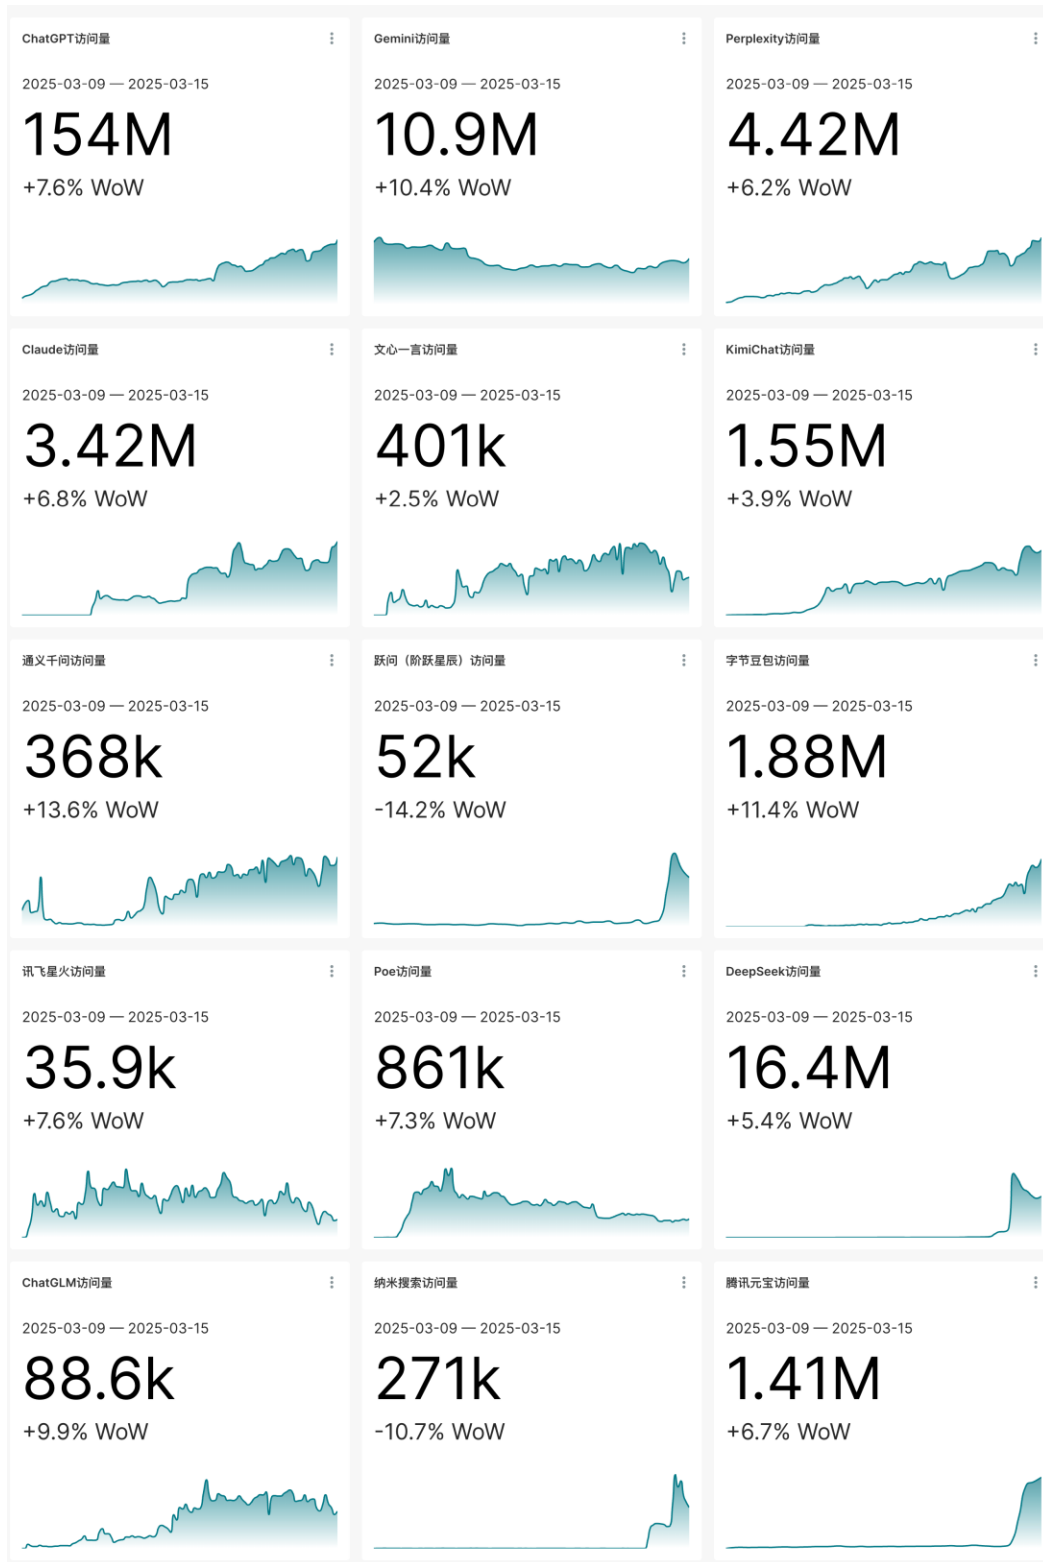 ChatGPT访问量
2025-03-09 — 2025-03-15
154M
+7.6% WoW
Gemini访问量
2025-03-09 — 2025-03-15
10.9M
+10.4% WoW
Perplexity访问量
2025-03-09 — 2025-03-15
4.42M
+6.2% WoW
Claude访问量
2025-03-09 — 2025-03-15
3.42M
+6.8% WoW
文心一言访问量
2025-03-09 — 2025-03-15
401k
+2.5% WoW
KimiChat访问量
2025-03-09 — 2025-03-15
1.55M
+3.9% WoW
通义千问访问量
2025-03-09 — 2025-03-15
368k
+13.6% WoW
跃问（阶跃星辰）访问量
2025-03-09 — 2025-03-15
52k
-14.2% WoW
字节豆包访问量
2025-03-09 — 2025-03-15
1.88M
+11.4% WoW
讯飞星火访问量
2025-03-09 — 2025-03-15
35.9k
+7.6% WoW
Poe访问量
2025-03-09 — 2025-03-15
861k
+7.3% WoW
DeepSeek访问量
2025-03-09 — 2025-03-15
16.4M
+5.4% WoW
ChatGLM访问量
2025-03-09 — 2025-03-15
88.6k
+9.9% WoW
纳米搜索访问量
2025-03-09 — 2025-03-15
271k
-10.7% WoW
腾讯元宝访问量
2025-03-09 — 2025-03-15
1.41M
+6.7% WoW